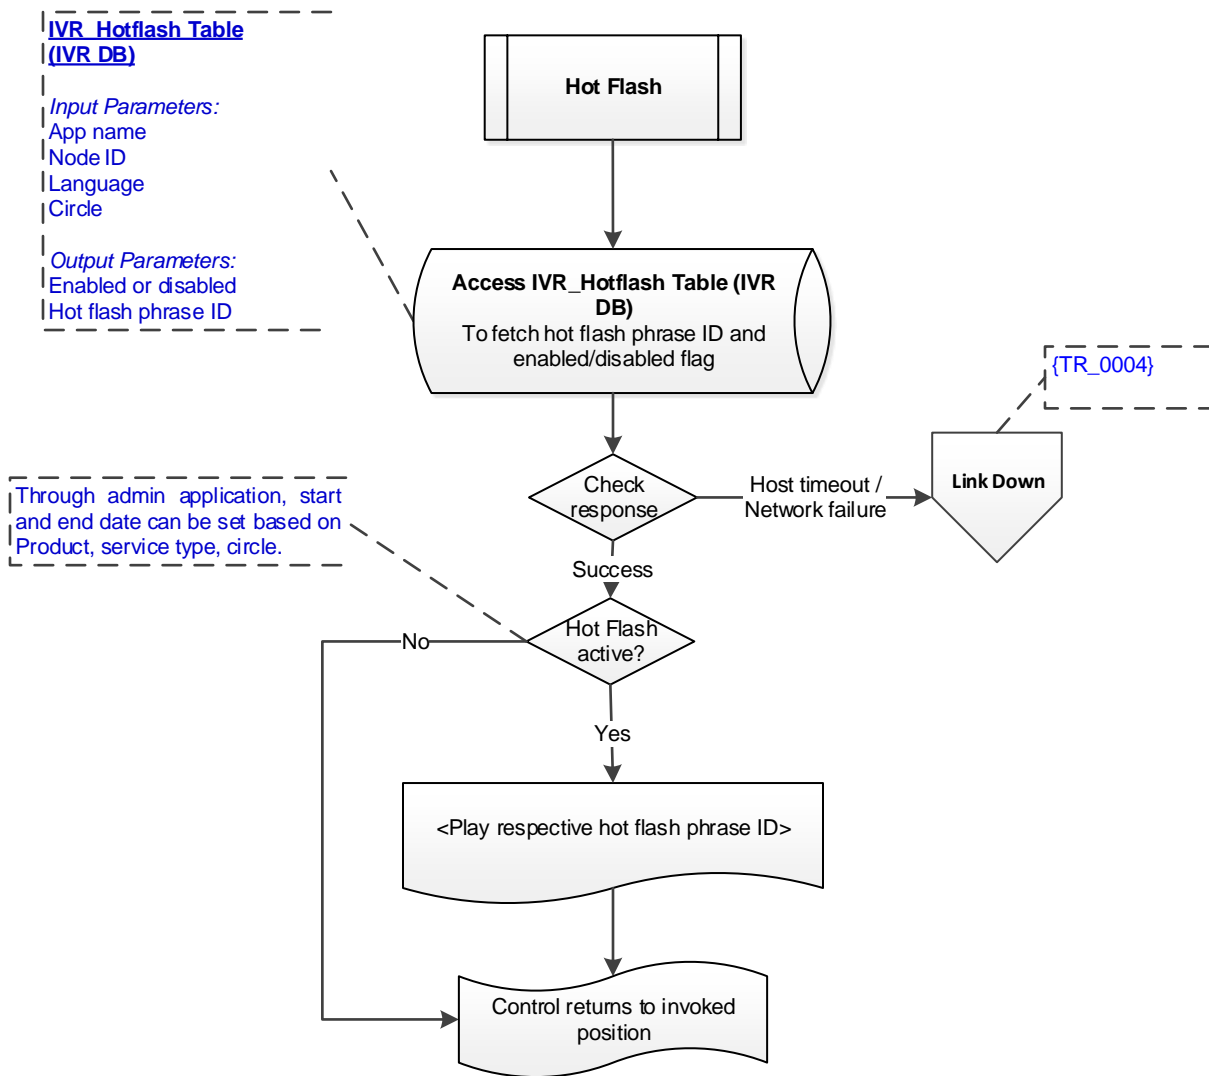 IVR_Hotflash Table
(IVR DB)
Input Parameters:
App name
Node ID
Language
Circle
Output Parameters:
Enabled or disabled
Hot flash phrase ID
Hot Flash
Access IVR_Hotflash Table (IVR
DB)
To fetch hot flash phrase ID and
enabled/disabled flag
{TR_0004}
Link Down
Check
response
Host timeout /
Network failure
Through admin application, start
and end date can be set based on
Product, service type, circle.
Success
Hot Flash
active?
No
Yes
<Play respective hot flash phrase ID>
Control returns to invoked
position